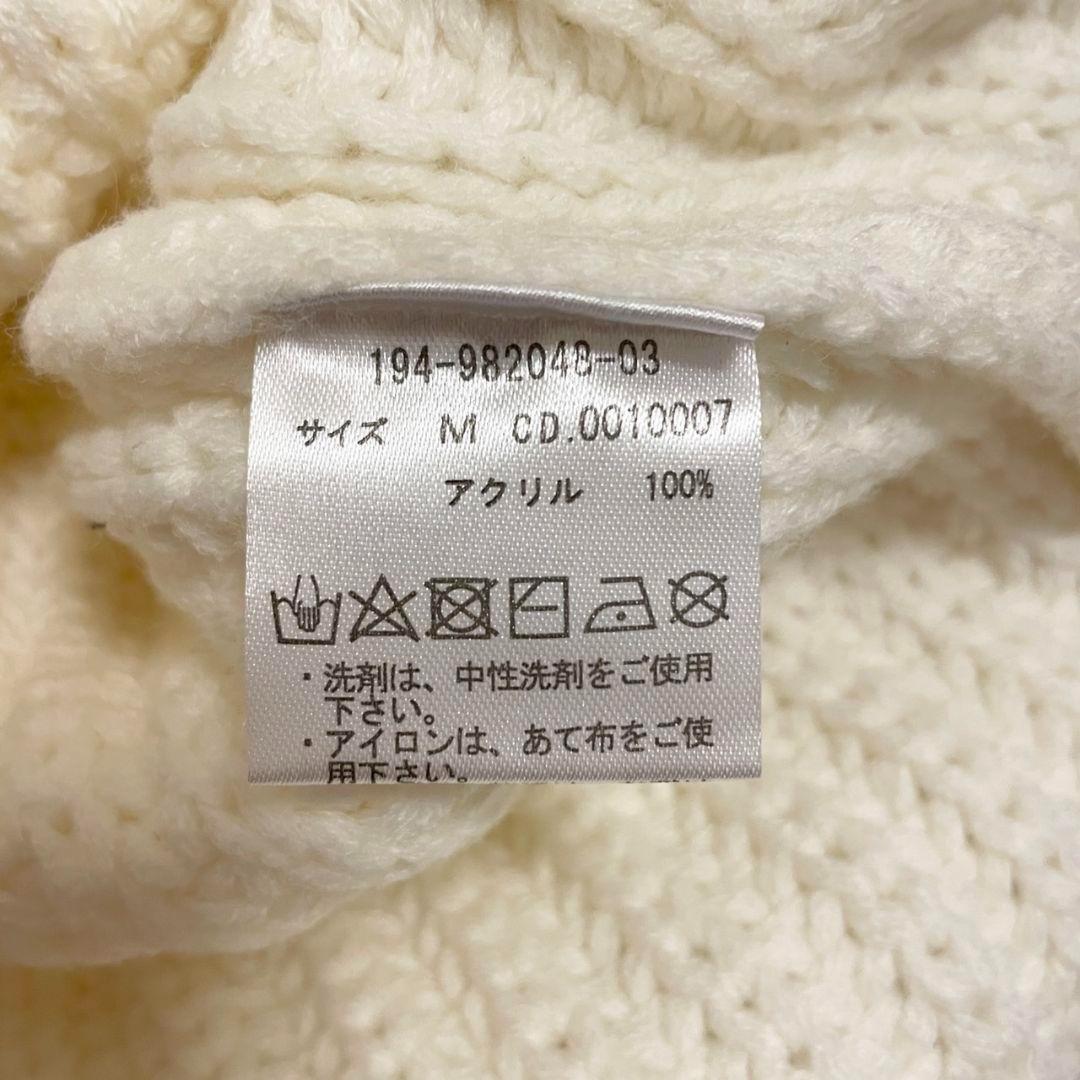 194-982048-03
サイズ M CD.0010007
アクリル 100%
・洗剤は、中性洗剤をご使用
下さい。
・アイロンは、あて布をご使
用下さい。